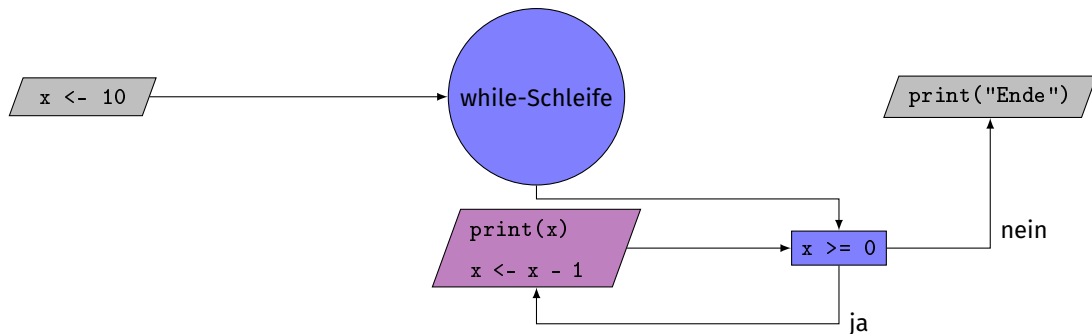 x <- 10
while-Schleife
print("Ende")
print(x)
x <- x - 1
x >= 0
nein
ja